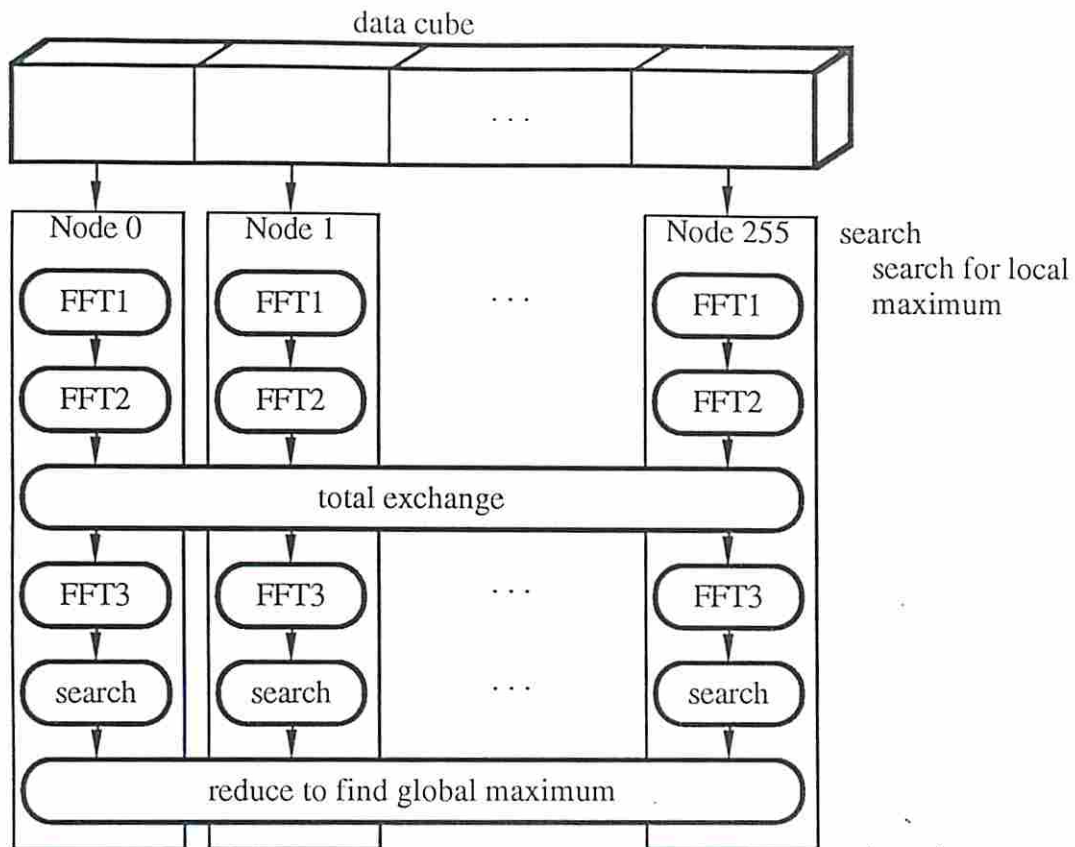 data cube
. . .
Node 0
Node 1
Node 255
search
search for local
maximum
FFT1
FFT1
. . .
FFT1
FFT2
FFT2
FFT2
total exchange
FFT3
FFT3
. . .
FFT3
search
search
. . .
search
reduce to find global maximum